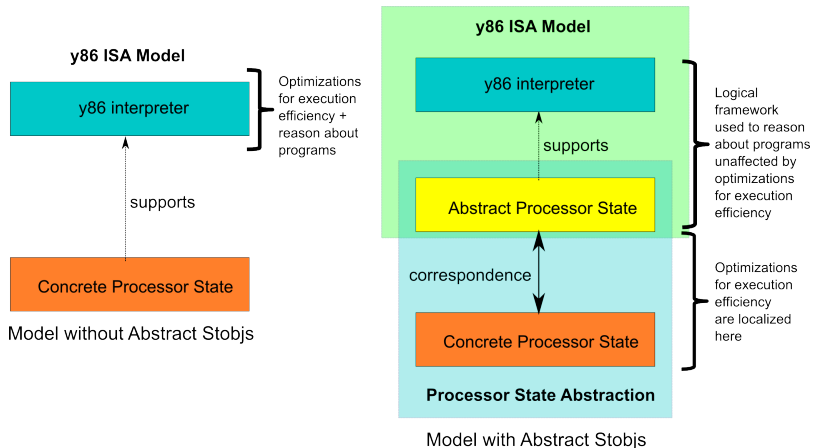 y86 ISA Model
y86 interpreter
Optimizations
for execution
efficiency +
reason about
programs
supports
Concrete Processor State
Model without Abstract Stobjs
y86 ISA Model
y86 interpreter
supports
Abstract Processor State
Logical
framework
used to reason
about programs
unaffected by
optimizations
for execution
efficiency
correspondence
Concrete Processor State
Optimizations
for execution
efficiency
are localized
here
Processor State Abstraction
Model with Abstract Stobjs